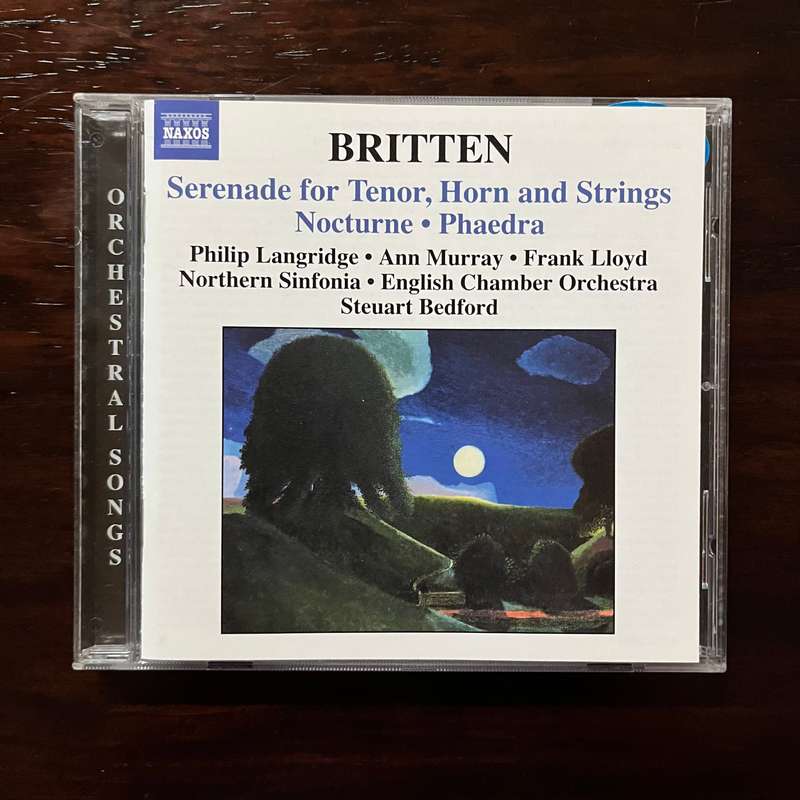 NAXOS
BRITTEN
Serenade for Tenor, Horn and Strings
Nocturne • Phaedra
Philip Langridge • Ann Murray • Frank Lloyd
Northern Sinfonia • English Chamber Orchestra
Steuart Bedford
ORCHESTRAL SONGS